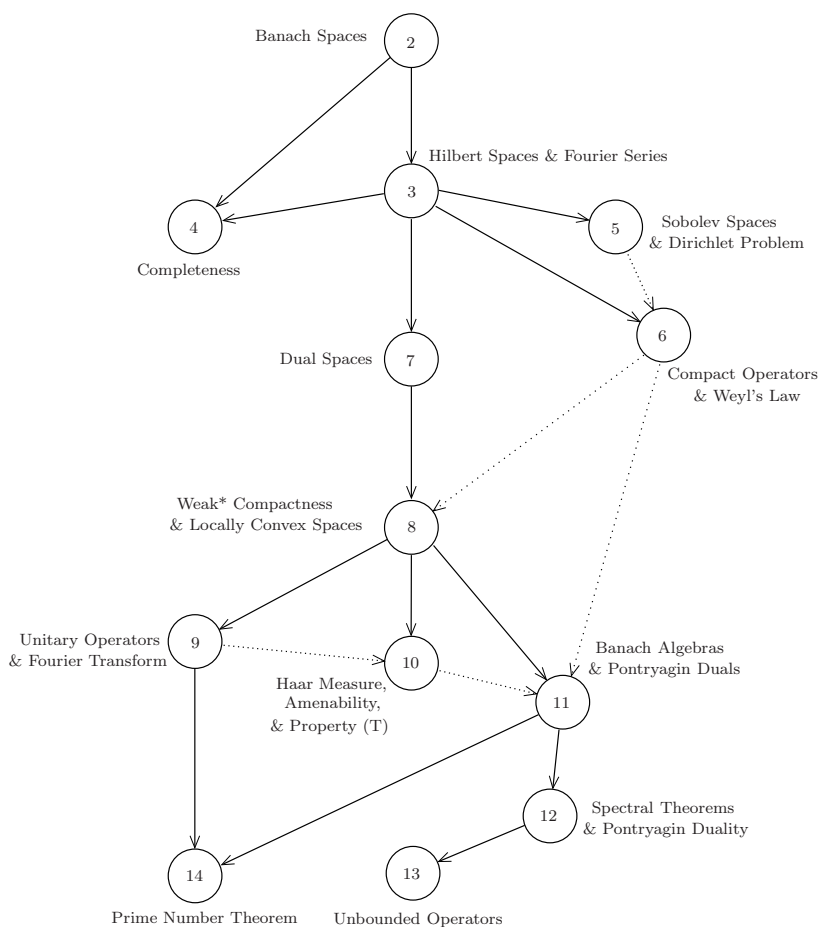 Banach Spaces
2
Hilbert Spaces & Fourier Series
3
4
Completeness
5
Sobolev Spaces
& Dirichlet Problem
6
Compact Operators
& Weyl's Law
Dual Spaces
7
Weak* Compactness
& Locally Convex Spaces
8
Unitary Operators
& Fourier Transform
9
10
Haar Measure,
Amenability,
& Property (T)
Banach Algebras
& Pontryagin Duals
11
12
Spectral Theorems
& Pontryagin Duality
14
Prime Number Theorem
13
Unbounded Operators